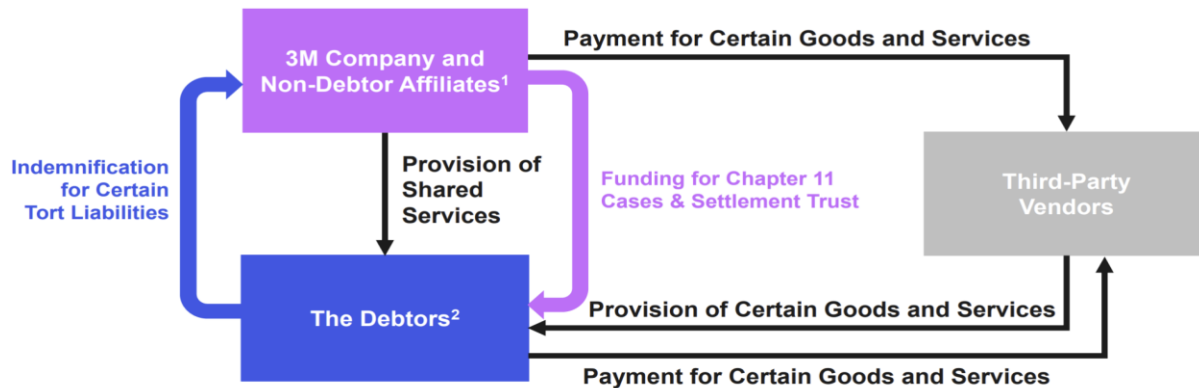 Payment for Certain Goods and Services
3M Company and
Non-Debtor Affiliates¹
Indemnification
for Certain
Tort Liabilities
Provision of
Shared
Services
Funding for Chapter 11
Cases & Settlement Trust
Third-Party
Vendors
The Debtors²
Provision of Certain Goods and Services
Payment for Certain Goods and Services